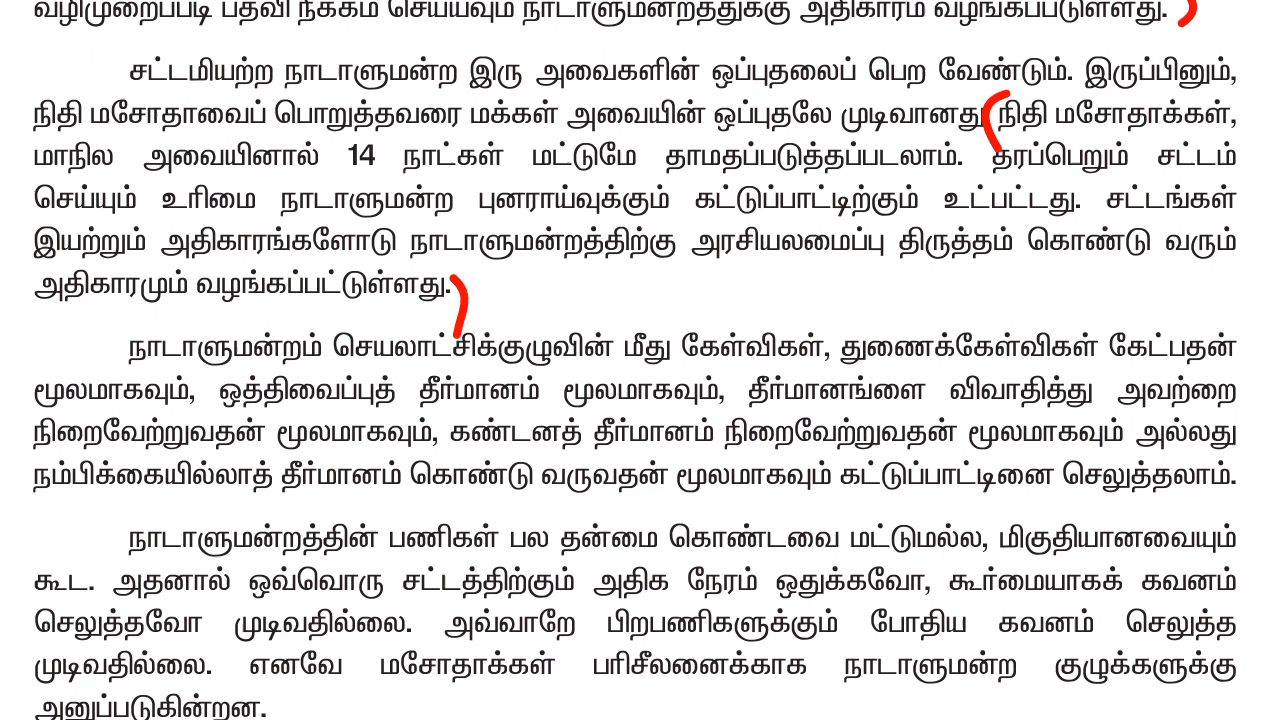 வழிமுறைப்படி பதவி நீக்கம் செய்யவும் நாடாளுமன்றத்துக்கு அதிகாரம் வழங்கப்பட்டுள்ளது.
சட்டமியற்ற நாடாளுமன்ற இரு அவைகளின் ஒப்புதலைப் பெற வேண்டும். இருப்பினும்,
நிதி மசோதாவைப் பொறுத்தவரை மக்கள் அவையின் ஒப்புதலே முடிவானது நிதி மசோதாக்கள்,
மாநில அவையினால் 14 நாட்கள் மட்டுமே தாமதப்படுத்தப்படலாம். தரப்பெறும் சட்டம்
செய்யும் உரிமை நாடாளுமன்ற புனராய்வுக்கும் கட்டுப்பாட்டிற்கும் உட்பட்டது. சட்டங்கள்
இயற்றும் அதிகாரங்களோடு நாடாளுமன்றத்திற்கு அரசியலமைப்பு திருத்தம் கொண்டு வரும்
அதிகாரமும் வழங்கப்பட்டுள்ளது.
நாடாளுமன்றம் செயலாட்சிக்குழுவின் மீது கேள்விகள், துணைக்கேள்விகள் கேட்பதன்
மூலமாகவும், ஒத்திவைப்புத் தீர்மானம் மூலமாகவும், தீர்மானங்ளை விவாதித்து அவற்றை
நிறைவேற்றுவதன் மூலமாகவும், கண்டனத் தீர்மானம் நிறைவேற்றுவதன் மூலமாகவும் அல்லது
நம்பிக்கையில்லாத் தீர்மானம் கொண்டு வருவதன் மூலமாகவும் கட்டுப்பாட்டினை செலுத்தலாம்.
நாடாளுமன்றத்தின் பணிகள் பல தன்மை கொண்டவை மட்டுமல்ல, மிகுதியானவையும்
கூட. அதனால் ஒவ்வொரு சட்டத்திற்கும் அதிக நேரம் ஒதுக்கவோ, கூர்மையாகக் கவனம்
செலுத்தவோ முடிவதில்லை. அவ்வாறே பிறபணிகளுக்கும் போதிய கவனம் செலுத்த
முடிவதில்லை. எனவே மசோதாக்கள் பரிசீலனைக்காக நாடாளுமன்ற குழுக்களுக்கு
அனுப்படுகின்றன.